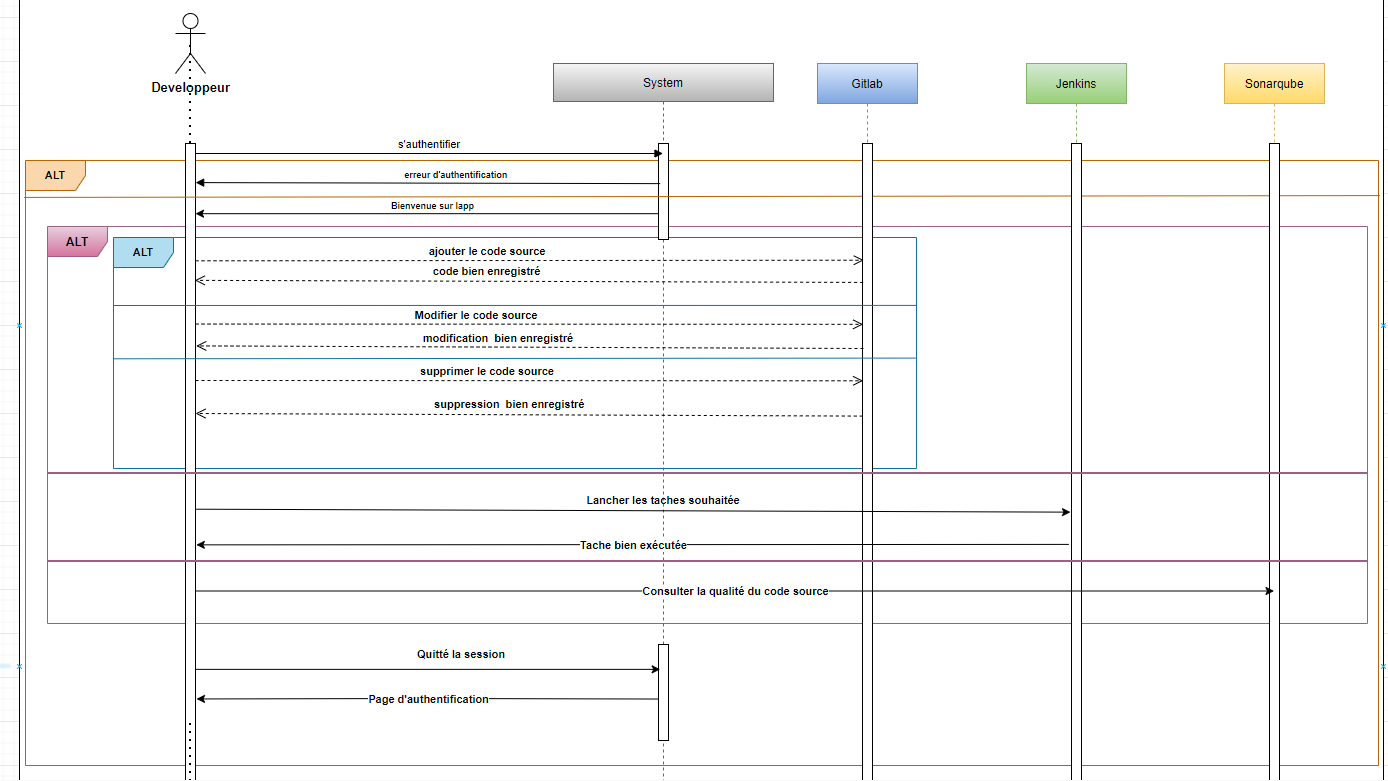 Developpeur
System
Gitlab
Jenkins
Sonarqube
s'authentifier
ALT
erreur d'authentification
Bienvenue sur lapp
ALT
ALT
ajouter le code source
code bien enregistré
Modifier le code source
modification bien enregistré
supprimer le code source
suppression bien enregistré
Lancher les taches souhaitée
Tache bien exécutée
Consulter la qualité du code source
Quitté la session
Page d'authentification